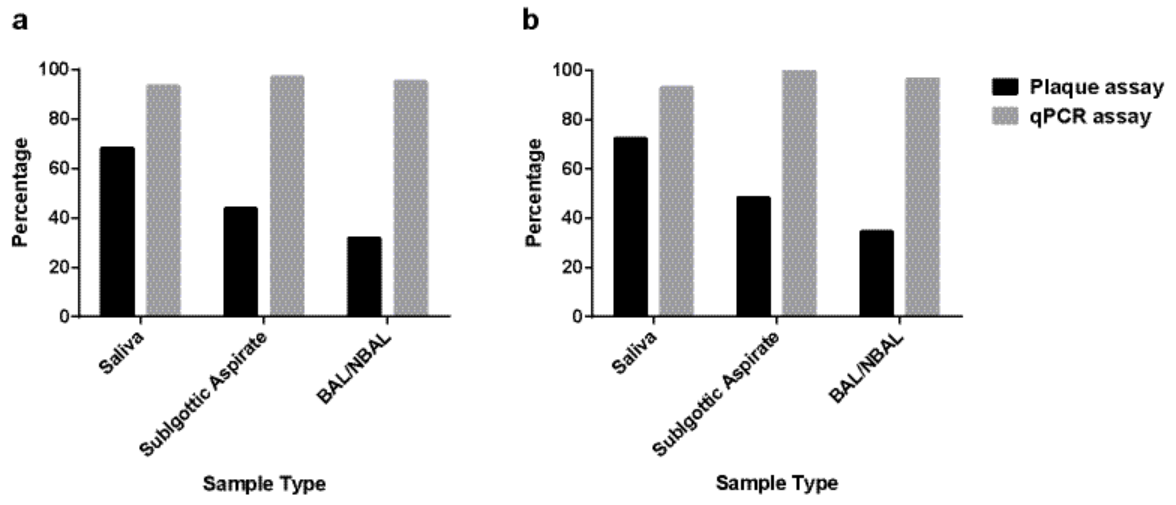 a
100
80
60
40
20
0
Percentage
Saliva
Sublgottic Aspirate
BAL/NBAL
Sample Type
b
100
80
60
40
20
0
Percentage
Saliva
Sublgottic Aspirate
BAL/NBAL
Sample Type
Plaque assay
qPCR assay